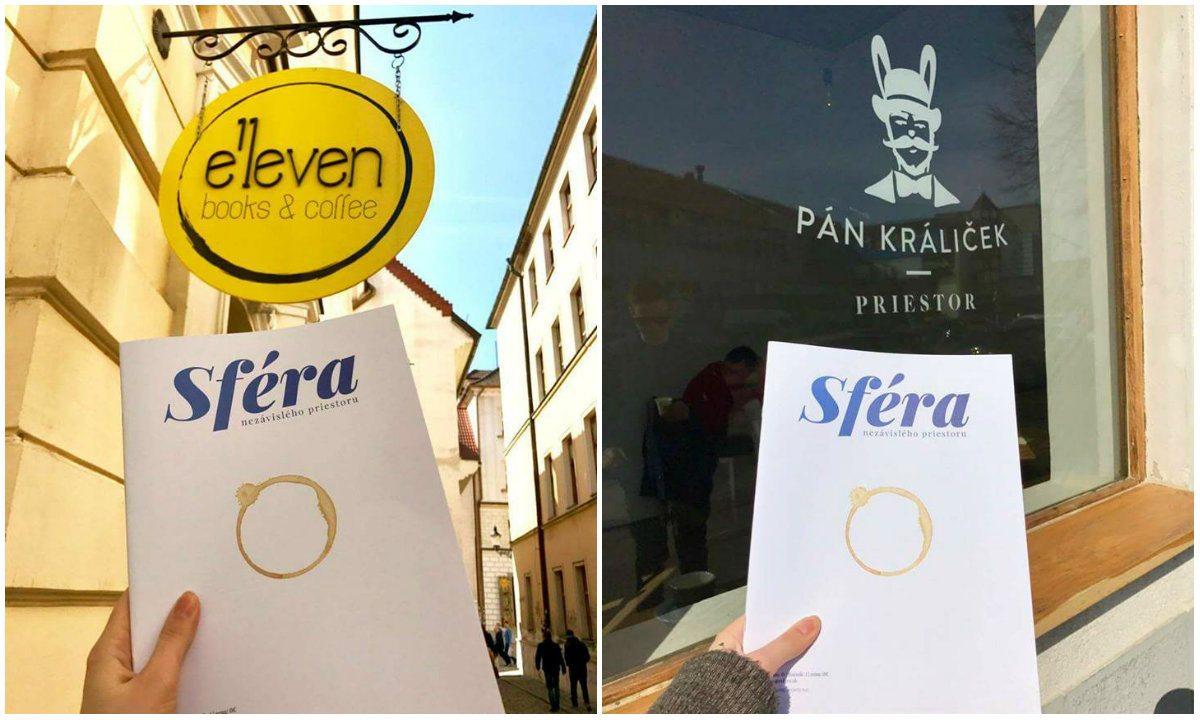 e'leven
books & coffee
Sféra
nezávislého priestoru
PÁN KRÁLIČEK
PRIESTOR
Sféra
nezávislého priestoru